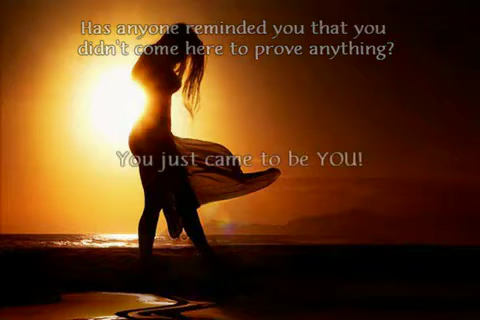 Has anyone reminded you that you
didn't come here to prove anything?
You just came to be YOU!